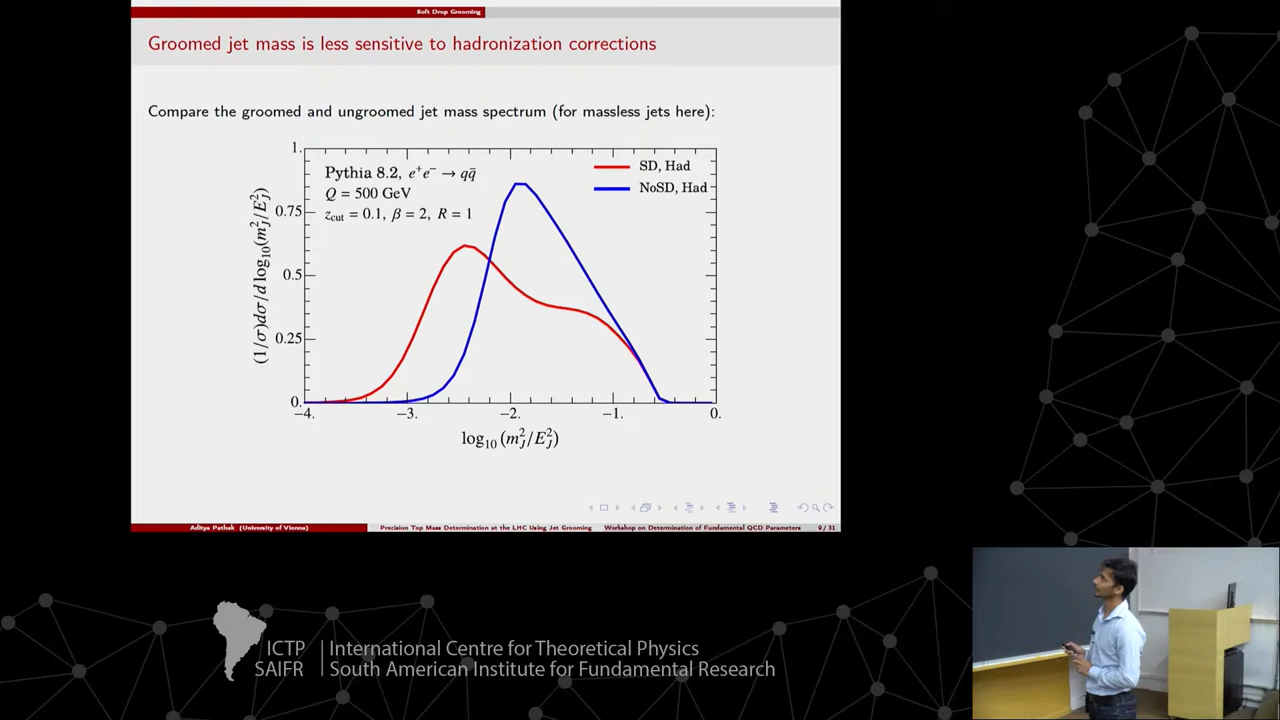 Soft Drop Grooming
Groomed jet mass is less sensitive to hadronization corrections
Compare the groomed and ungroomed jet mass spectrum (for massless jets here):
Pythia 8.2, e⁺e⁻ → qq̄
Q = 500 GeV
z_cut = 0.1, β = 2, R = 1
SD, Had
NoSD, Had
(1/σ)dσ/d log₁₀(m_J²/E_J²)
1.
0.75
0.5
0.25
0.
−4. −3. −2. −1. 0.
log₁₀(m_J²/E_J²)
Aditya Pathak (University of Vienna) Precision Top Mass Determination at the LHC Using Jet Grooming Workshop on Determination of Fundamental QCD Parameters 9 / 31
ICTP International Centre for Theoretical Physics
SAIFR South American Institute for Fundamental Research